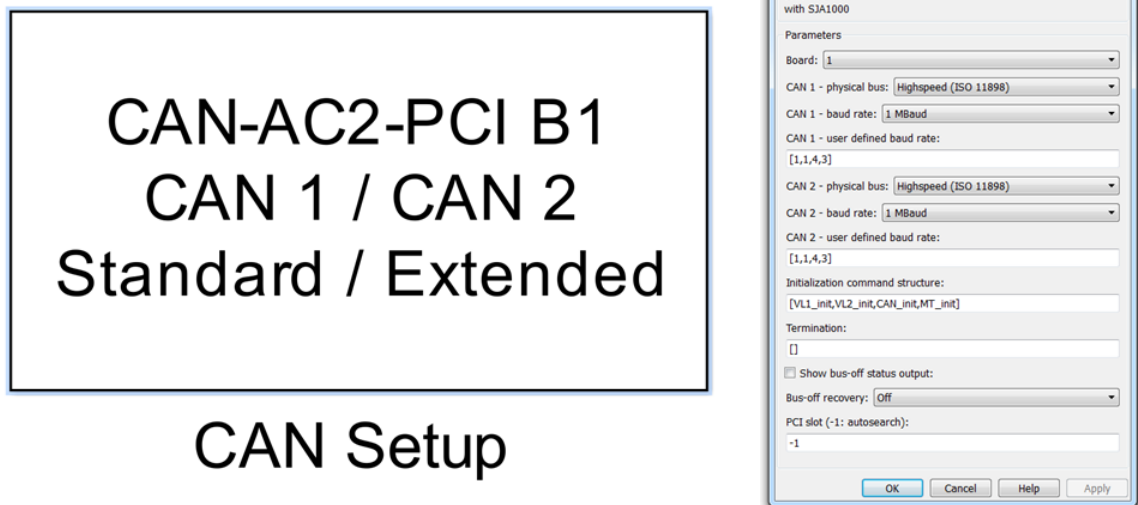 CAN-AC2-PCI B1
CAN 1 / CAN 2
Standard / Extended
CAN Setup
with SJA1000
Parameters
Board: 1
CAN 1 - physical bus: Highspeed (ISO 11898)
CAN 1 - baud rate: 1 MBaud
CAN 1 - user defined baud rate:
[1,1,4,3]
CAN 2 - physical bus: Highspeed (ISO 11898)
CAN 2 - baud rate: 1 MBaud
CAN 2 - user defined baud rate:
[1,1,4,3]
Initialization command structure:
[VL1_init,VL2_init,CAN_init,MT_init]
Termination:
[]
Show bus-off status output:
Bus-off recovery: Off
PCI slot (-1: autosearch):
-1
OK Cancel Help Apply